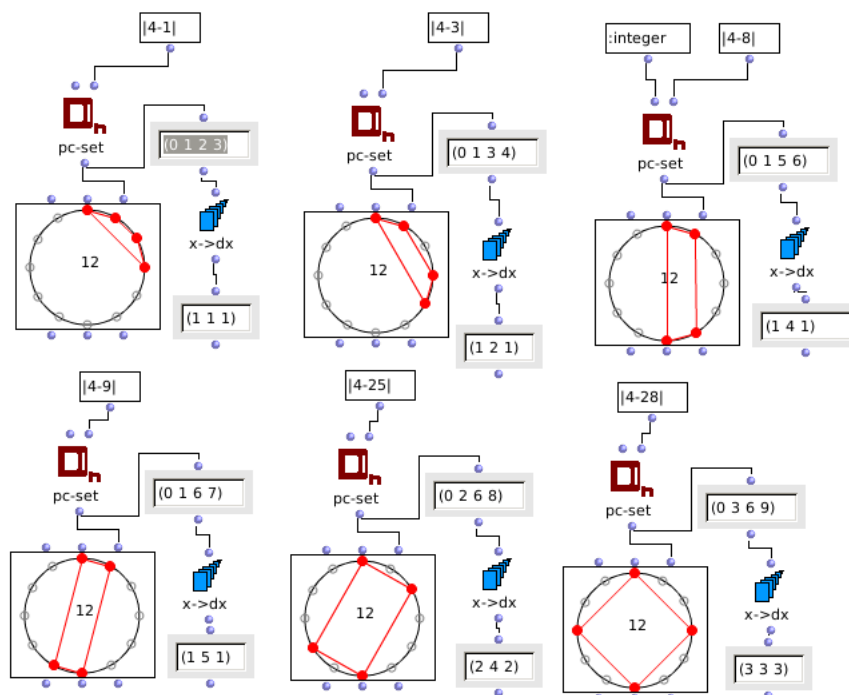 |4-1|
pc-set
(0 1 2 3)
12
x->dx
(1 1 1)
|4-3|
pc-set
(0 1 3 4)
12
x->dx
(1 2 1)
:integer
|4-8|
pc-set
(0 1 5 6)
12
x->dx
(1 4 1)
|4-9|
pc-set
(0 1 6 7)
12
x->dx
(1 5 1)
|4-25|
pc-set
(0 2 6 8)
12
x->dx
(2 4 2)
|4-28|
pc-set
(0 3 6 9)
12
x->dx
(3 3 3)